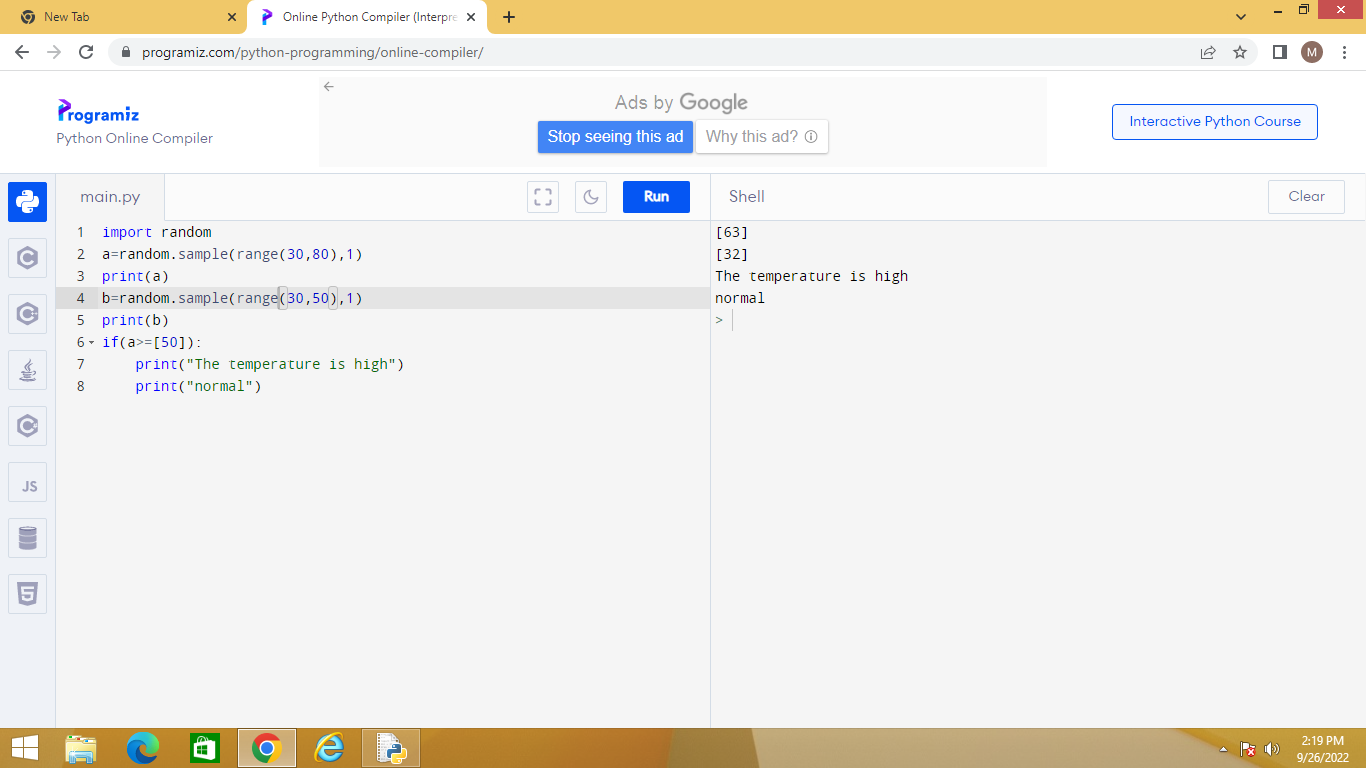 New Tab
Online Python Compiler (Interpre
programiz.com/python-programming/online-compiler/
M
Programiz
Python Online Compiler
Ads by Google
Stop seeing this ad
Why this ad?
Interactive Python Course
main.py
Run
Shell
Clear
1 import random
2 a=random.sample(range(30,80),1)
3 print(a)
4 b=random.sample(range(30,50),1)
5 print(b)
6 if(a>=[50]):
7 print("The temperature is high")
8 print("normal")
[63]
[32]
The temperature is high
normal
>
JS
2:19 PM
9/26/2022